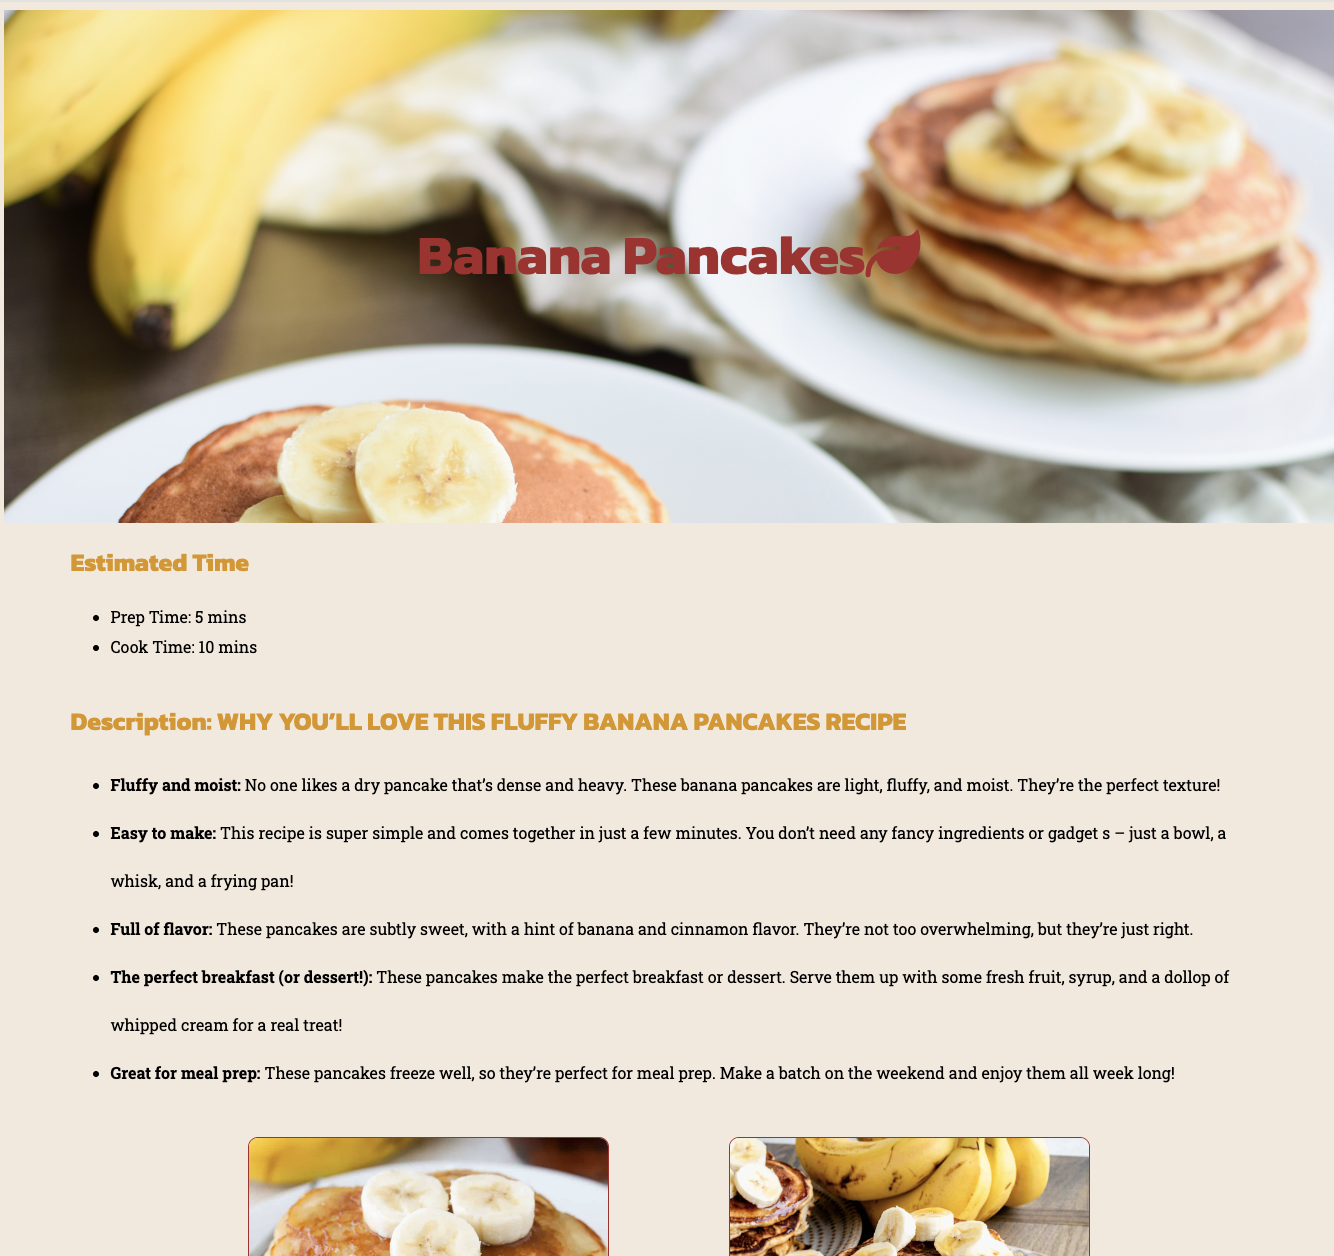 Banana Pancakes
Estimated Time
Prep Time: 5 mins
Cook Time: 10 mins
Description: WHY YOU’LL LOVE THIS FLUFFY BANANA PANCAKES RECIPE
Fluffy and moist: No one likes a dry pancake that’s dense and heavy. These banana pancakes are light, fluffy, and moist. They’re the perfect texture!
Easy to make: This recipe is super simple and comes together in just a few minutes. You don’t need any fancy ingredients or gadget s – just a bowl, a
whisk, and a frying pan!
Full of flavor: These pancakes are subtly sweet, with a hint of banana and cinnamon flavor. They’re not too overwhelming, but they’re just right.
The perfect breakfast (or dessert!): These pancakes make the perfect breakfast or dessert. Serve them up with some fresh fruit, syrup, and a dollop of
whipped cream for a real treat!
Great for meal prep: These pancakes freeze well, so they’re perfect for meal prep. Make a batch on the weekend and enjoy them all week long!